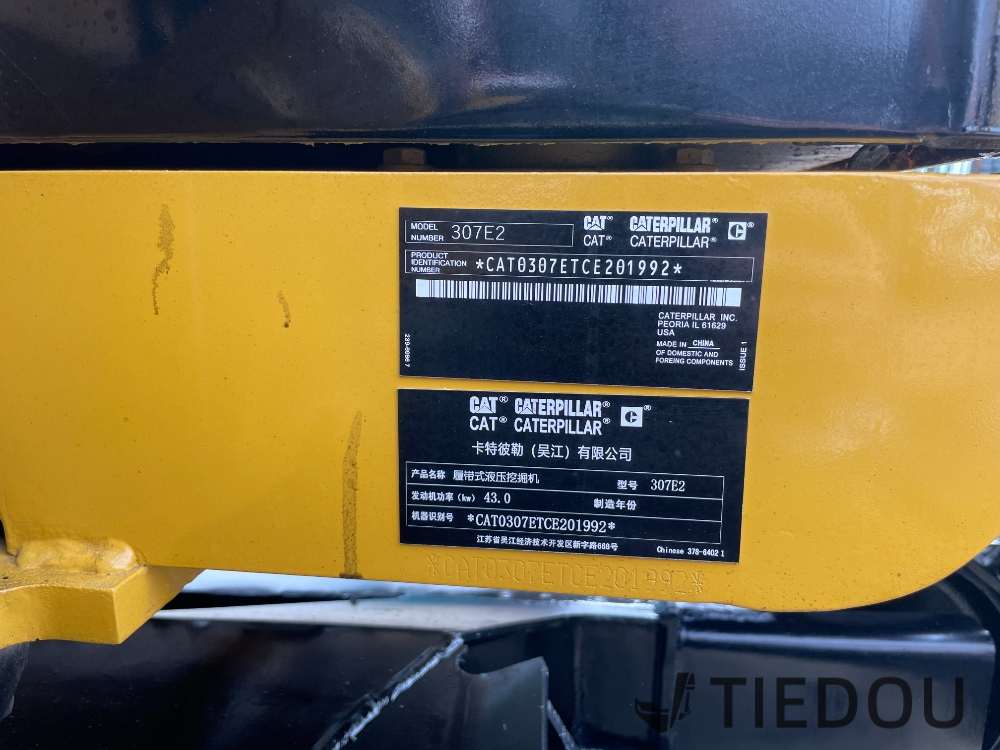 MODEL NUMBER 307E2
CAT® CATERPILLAR®
CAT® CATERPILLAR®
PRODUCT IDENTIFICATION NUMBER *CAT0307ETCE201992*
CATERPILLAR INC.
PEORIA IL 61629
USA
MADE IN CHINA
OF DOMESTIC AND
FOREING COMPONENTS
ISSUE 1
CAT® CATERPILLAR®
CAT® CATERPILLAR®
卡特彼勒（吴江）有限公司
产品名称 履带式液压挖掘机 型号 307E2
发动机功率（kw） 43.0 制造年份
机器识别号 *CAT0307ETCE201992*
江苏省吴江经济技术开发区新字路669号
Chinese 378-6402 1
*CAT0307ETCE201992*
TIEDOU